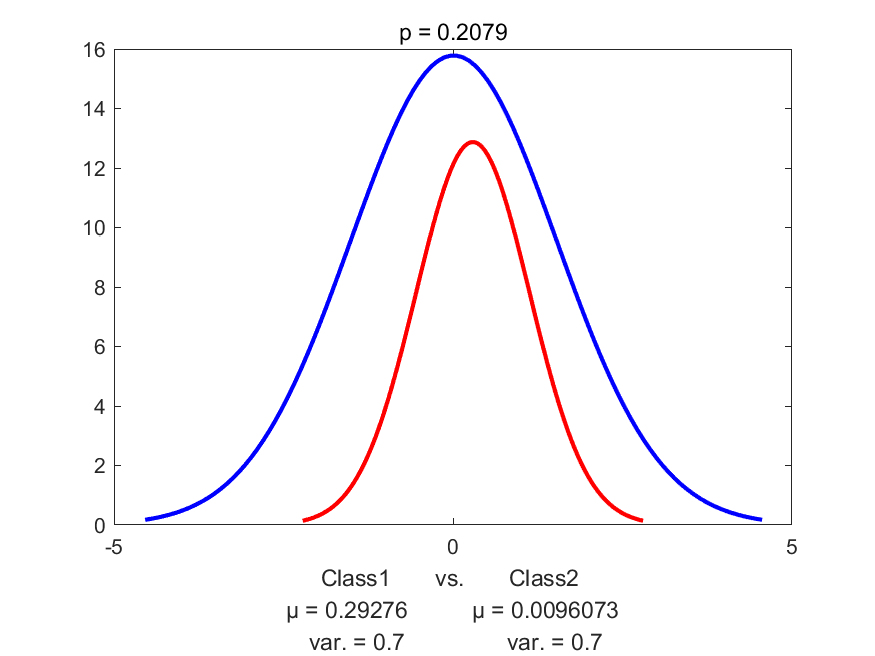 p = 0.2079
16
14
12
10
8
6
4
2
0
-5 0 5
Class1 vs. Class2
μ = 0.29276 μ = 0.0096073
var. = 0.7 var. = 0.7